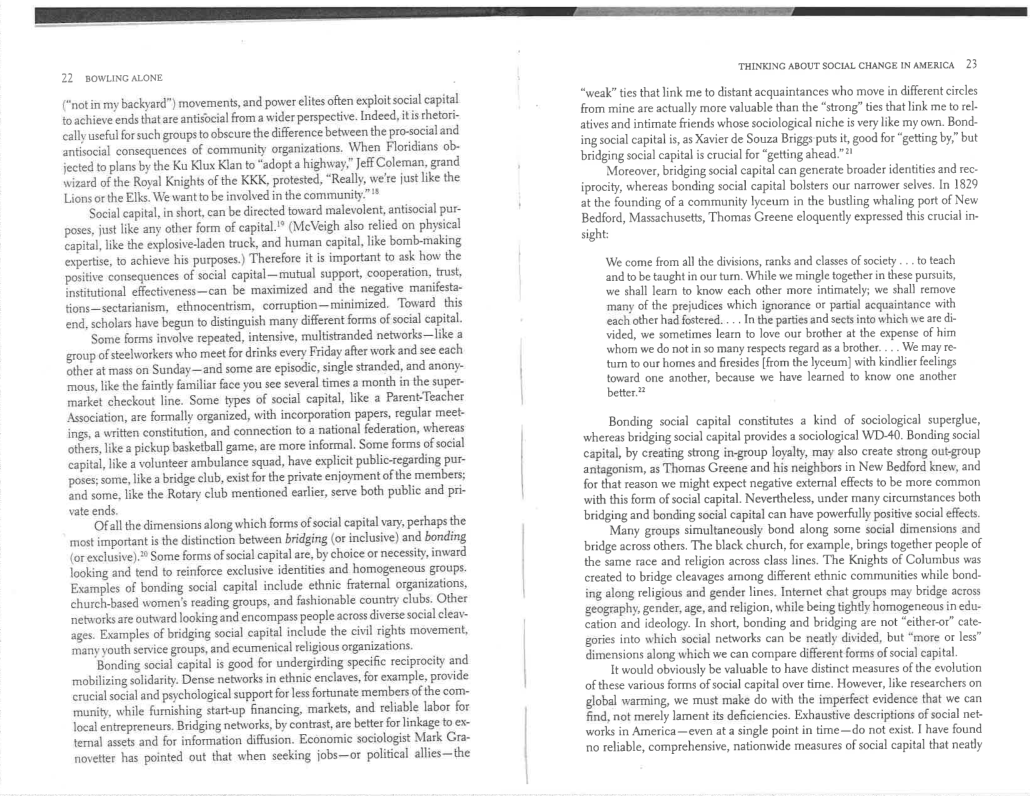 22 BOWLING ALONE
("not in my backyard") movements, and power elites often exploit social capital
to achieve ends that are antisocial from a wider perspective. Indeed, it is rhetori-
cally useful for such groups to obscure the difference between the pro-social and
antisocial consequences of community organizations. When Floridians ob-
jected to plans by the Ku Klux Klan to "adopt a highway," Jeff Coleman, grand
wizard of the Royal Knights of the KKK, protested, "Really, we're just like the
Lions or the Elks. We want to be involved in the community." 18
Social capital, in short, can be directed toward malevolent, antisocial pur-
poses, just like any other form of capital.19 (McVeigh also relied on physical
capital, like the explosive-laden truck, and human capital, like bomb-making
expertise, to achieve his purposes.) Therefore it is important to ask how the
positive consequences of social capital—mutual support, cooperation, trust,
institutional effectiveness—can be maximized and the negative manifesta-
tions—sectarianism, ethnocentrism, corruption—minimized. Toward this
end, scholars have begun to distinguish many different forms of social capital.
Some forms involve repeated, intensive, multistranded networks—like a
group of steelworkers who meet for drinks every Friday after work and see each
other at mass on Sunday—and some are episodic, single stranded, and anony-
mous, like the faintly familiar face you see several times a month in the super-
market checkout line. Some types of social capital, like a Parent-Teacher
Association, are formally organized, with incorporation papers, regular meet-
ings, a written constitution, and connection to a national federation, whereas
others, like a pickup basketball game, are more informal. Some forms of social
capital, like a volunteer ambulance squad, have explicit public-regarding pur-
poses; some, like a bridge club, exist for the private enjoyment of the members;
and some, like the Rotary club mentioned earlier, serve both public and pri-
vate ends.
Of all the dimensions along which forms of social capital vary, perhaps the
most important is the distinction between bridging (or inclusive) and bonding
(or exclusive).20 Some forms of social capital are, by choice or necessity, inward
looking and tend to reinforce exclusive identities and homogeneous groups.
Examples of bonding social capital include ethnic fraternal organizations,
church-based women's reading groups, and fashionable country clubs. Other
networks are outward looking and encompass people across diverse social cleav-
ages. Examples of bridging social capital include the civil rights movement,
many youth service groups, and ecumenical religious organizations.
Bonding social capital is good for undergirding specific reciprocity and
mobilizing solidarity. Dense networks in ethnic enclaves, for example, provide
crucial social and psychological support for less fortunate members of the com-
munity, while furnishing start-up financing, markets, and reliable labor for
local entrepreneurs. Bridging networks, by contrast, are better for linkage to ex-
ternal assets and for information diffusion. Economic sociologist Mark Gra-
novetter has pointed out that when seeking jobs—or political allies—the
THINKING ABOUT SOCIAL CHANGE IN AMERICA 23
"weak" ties that link me to distant acquaintances who move in different circles
from mine are actually more valuable than the "strong" ties that link me to rel-
atives and intimate friends whose sociological niche is very like my own. Bond-
ing social capital is, as Xavier de Souza Briggs puts it, good for "getting by," but
bridging social capital is crucial for "getting ahead." 21
Moreover, bridging social capital can generate broader identities and rec-
iprocity, whereas bonding social capital bolsters our narrower selves. In 1829
at the founding of a community lyceum in the bustling whaling port of New
Bedford, Massachusetts, Thomas Greene eloquently expressed this crucial in-
sight:
We come from all the divisions, ranks and classes of society . . . to teach
and to be taught in our turn. While we mingle together in these pursuits,
we shall learn to know each other more intimately; we shall remove
many of the prejudices which ignorance or partial acquaintance with
each other had fostered. . . . In the parties and sects into which we are di-
vided, we sometimes learn to love our brother at the expense of him
whom we do not in so many respects regard as a brother. . . . We may re-
turn to our homes and firesides [from the lyceum] with kindlier feelings
toward one another, because we have learned to know one another
better.22
Bonding social capital constitutes a kind of sociological superglue,
whereas bridging social capital provides a sociological WD-40. Bonding social
capital, by creating strong in-group loyalty, may also create strong out-group
antagonism, as Thomas Greene and his neighbors in New Bedford knew, and
for that reason we might expect negative external effects to be more common
with this form of social capital. Nevertheless, under many circumstances both
bridging and bonding social capital can have powerfully positive social effects.
Many groups simultaneously bond along some social dimensions and
bridge across others. The black church, for example, brings together people of
the same race and religion across class lines. The Knights of Columbus was
created to bridge cleavages among different ethnic communities while bond-
ing along religious and gender lines. Internet chat groups may bridge across
geography, gender, age, and religion, while being tightly homogeneous in edu-
cation and ideology. In short, bonding and bridging are not "either-or" cate-
gories into which social networks can be neatly divided, but "more or less"
dimensions along which we can compare different forms of social capital.
It would obviously be valuable to have distinct measures of the evolution
of these various forms of social capital over time. However, like researchers on
global warming, we must make do with the imperfect evidence that we can
find, not merely lament its deficiencies. Exhaustive descriptions of social net-
works in America—even at a single point in time—do not exist. I have found
no reliable, comprehensive, nationwide measures of social capital that neatly